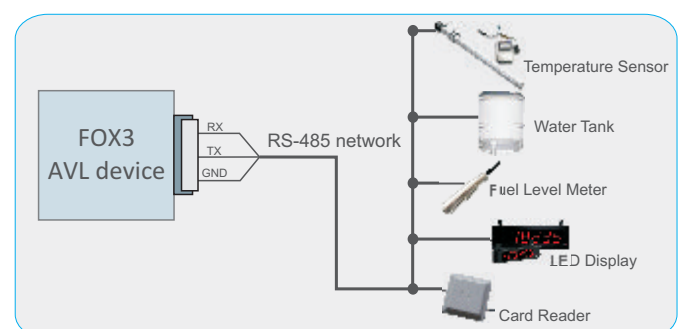 FOX3
AVL device
RX
TX
GND
RS-485 network
Temperature Sensor
Water Tank
Fuel Level Meter
LED Display
Card Reader